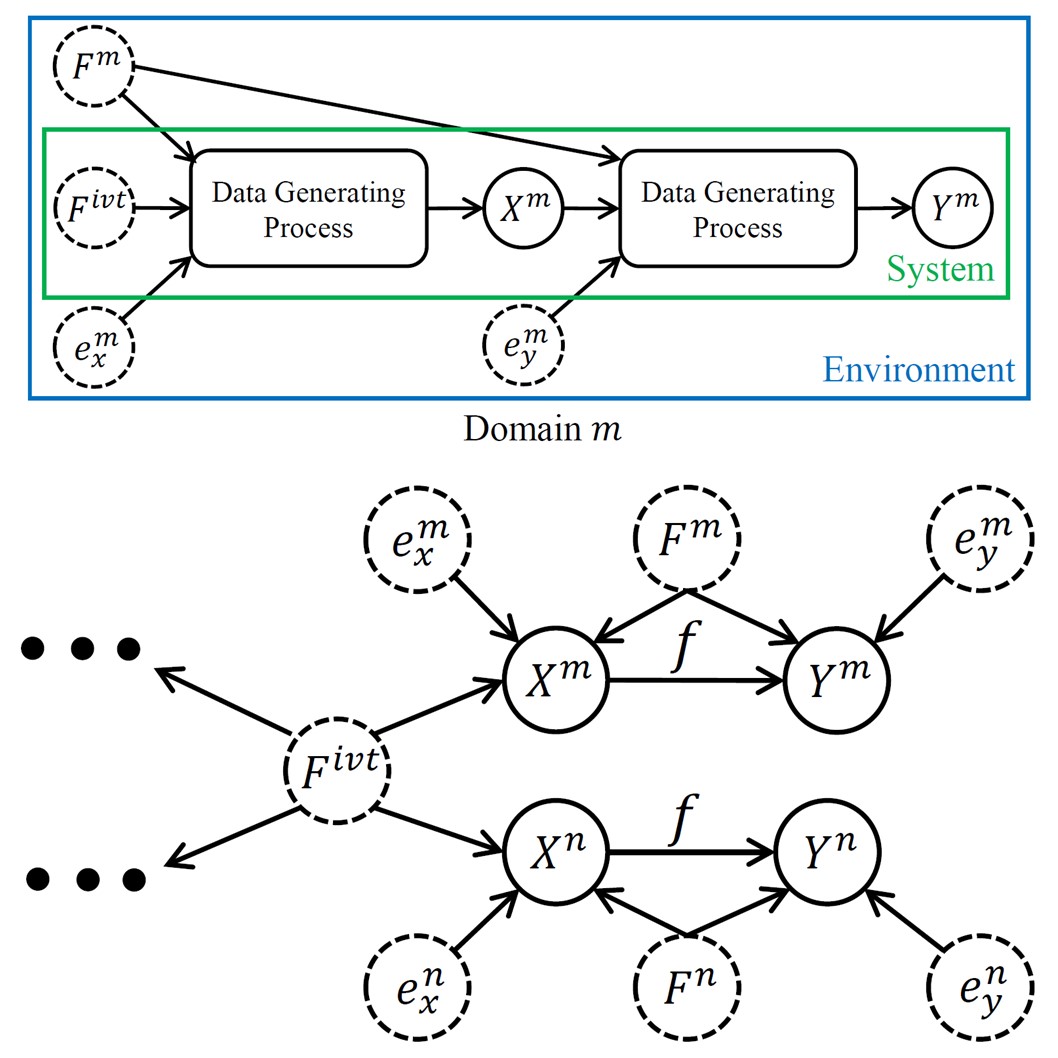 F^m
F^ivt
Data Generating
Process
X^m
Data Generating
Process
Y^m
System
e_x^m
e_y^m
Environment
Domain m
e_x^m
F^m
e_y^m
f
X^m
Y^m
F^ivt
f
X^n
Y^n
e_x^n
F^n
e_y^n